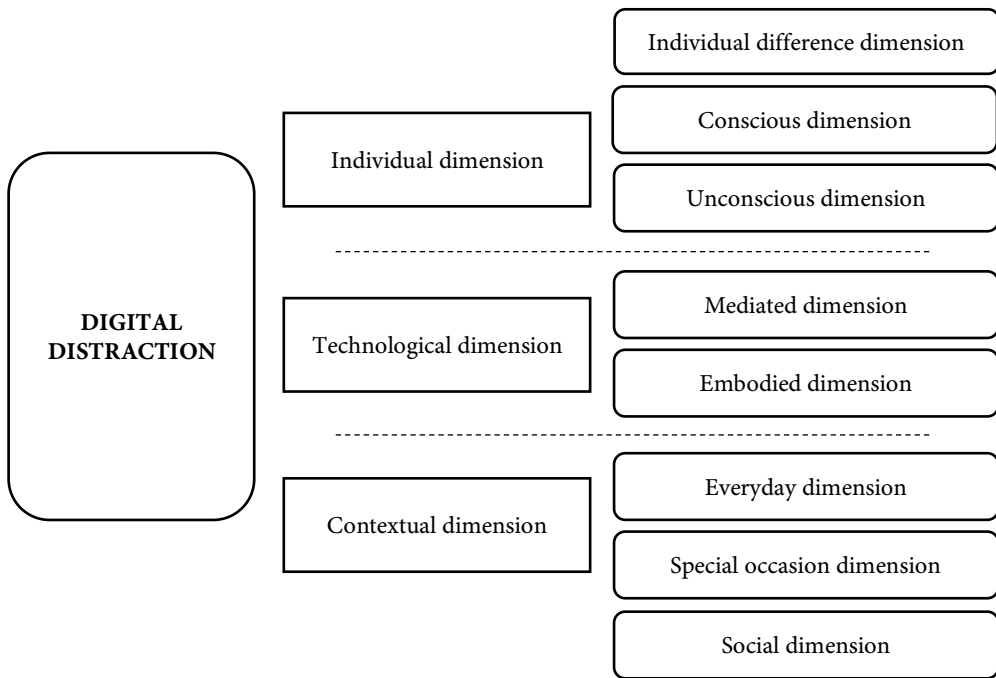 DIGITAL
DISTRACTION
Individual dimension
Individual difference dimension
Conscious dimension
Unconscious dimension
Technological dimension
Mediated dimension
Embodied dimension
Contextual dimension
Everyday dimension
Special occasion dimension
Social dimension